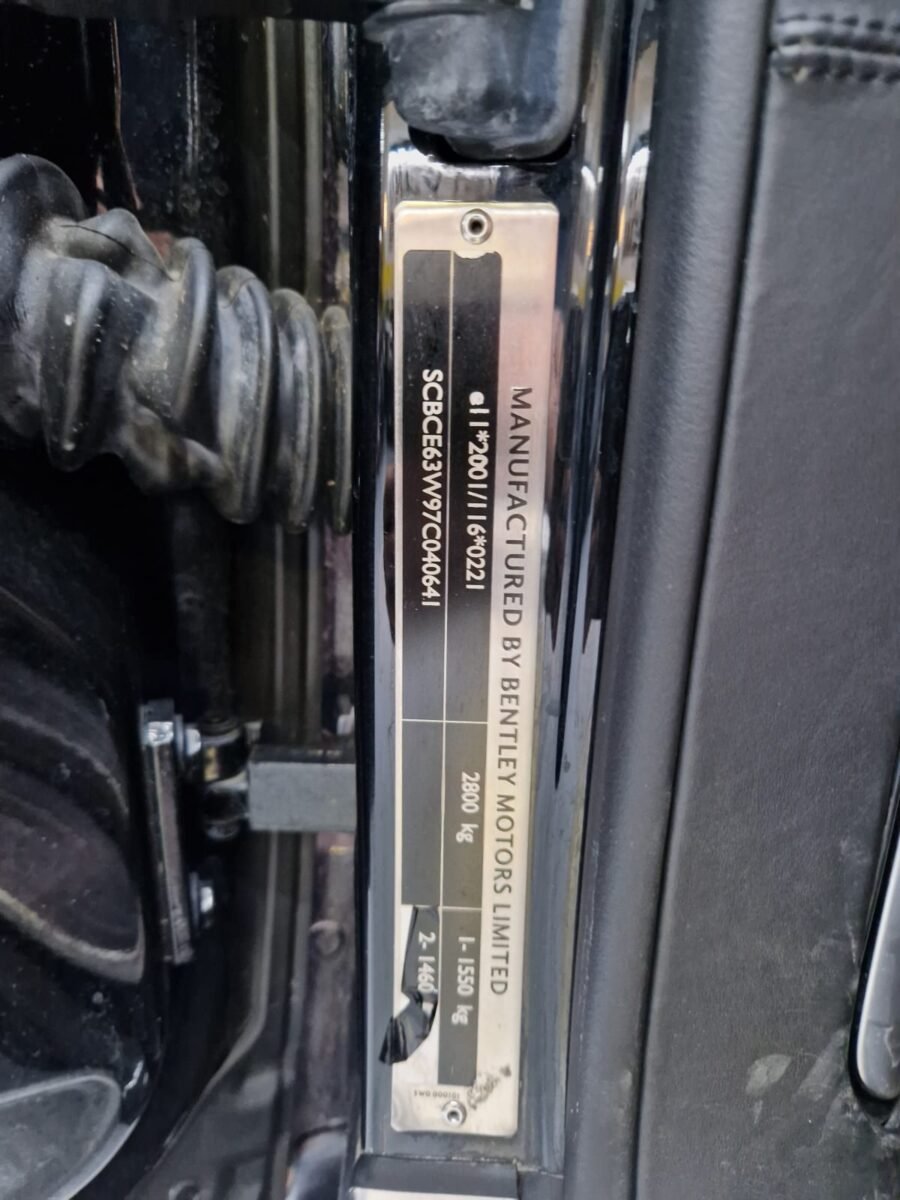 MANUFACTURED BY BENTLEY MOTORS LIMITED
e11*2001/116*0221
2800 kg
1- 1550 kg
SCBCE63W97C040641
2- 1460